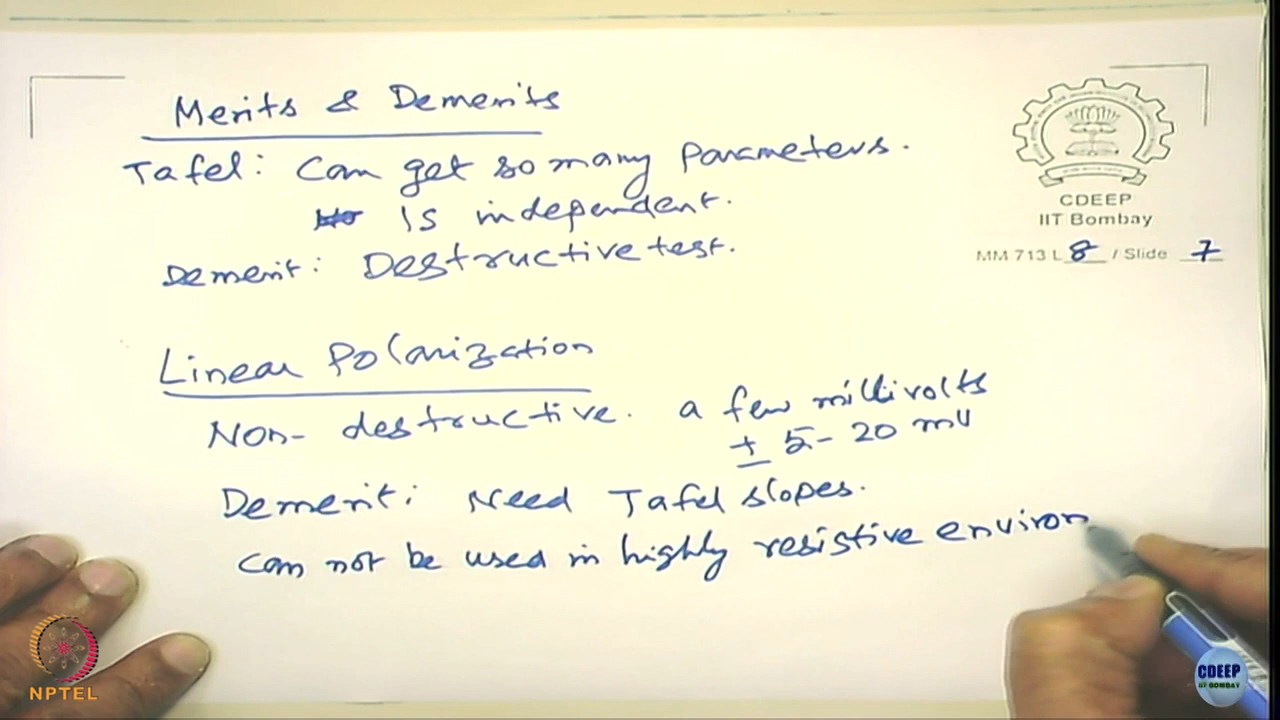 Merits & Demerits
Tafel: Can get so many parameters.
Is independent.
Demerit: Destructive test.
CDEEP
IIT Bombay
MM 713 L 8 / Slide 7
Linear Polarization
Non-destructive. a few millivolts
± 5-20 mV
Demerit: Need Tafel slopes.
Can not be used in highly resistive environ
NPTEL
CDEEP
IIT BOMBAY